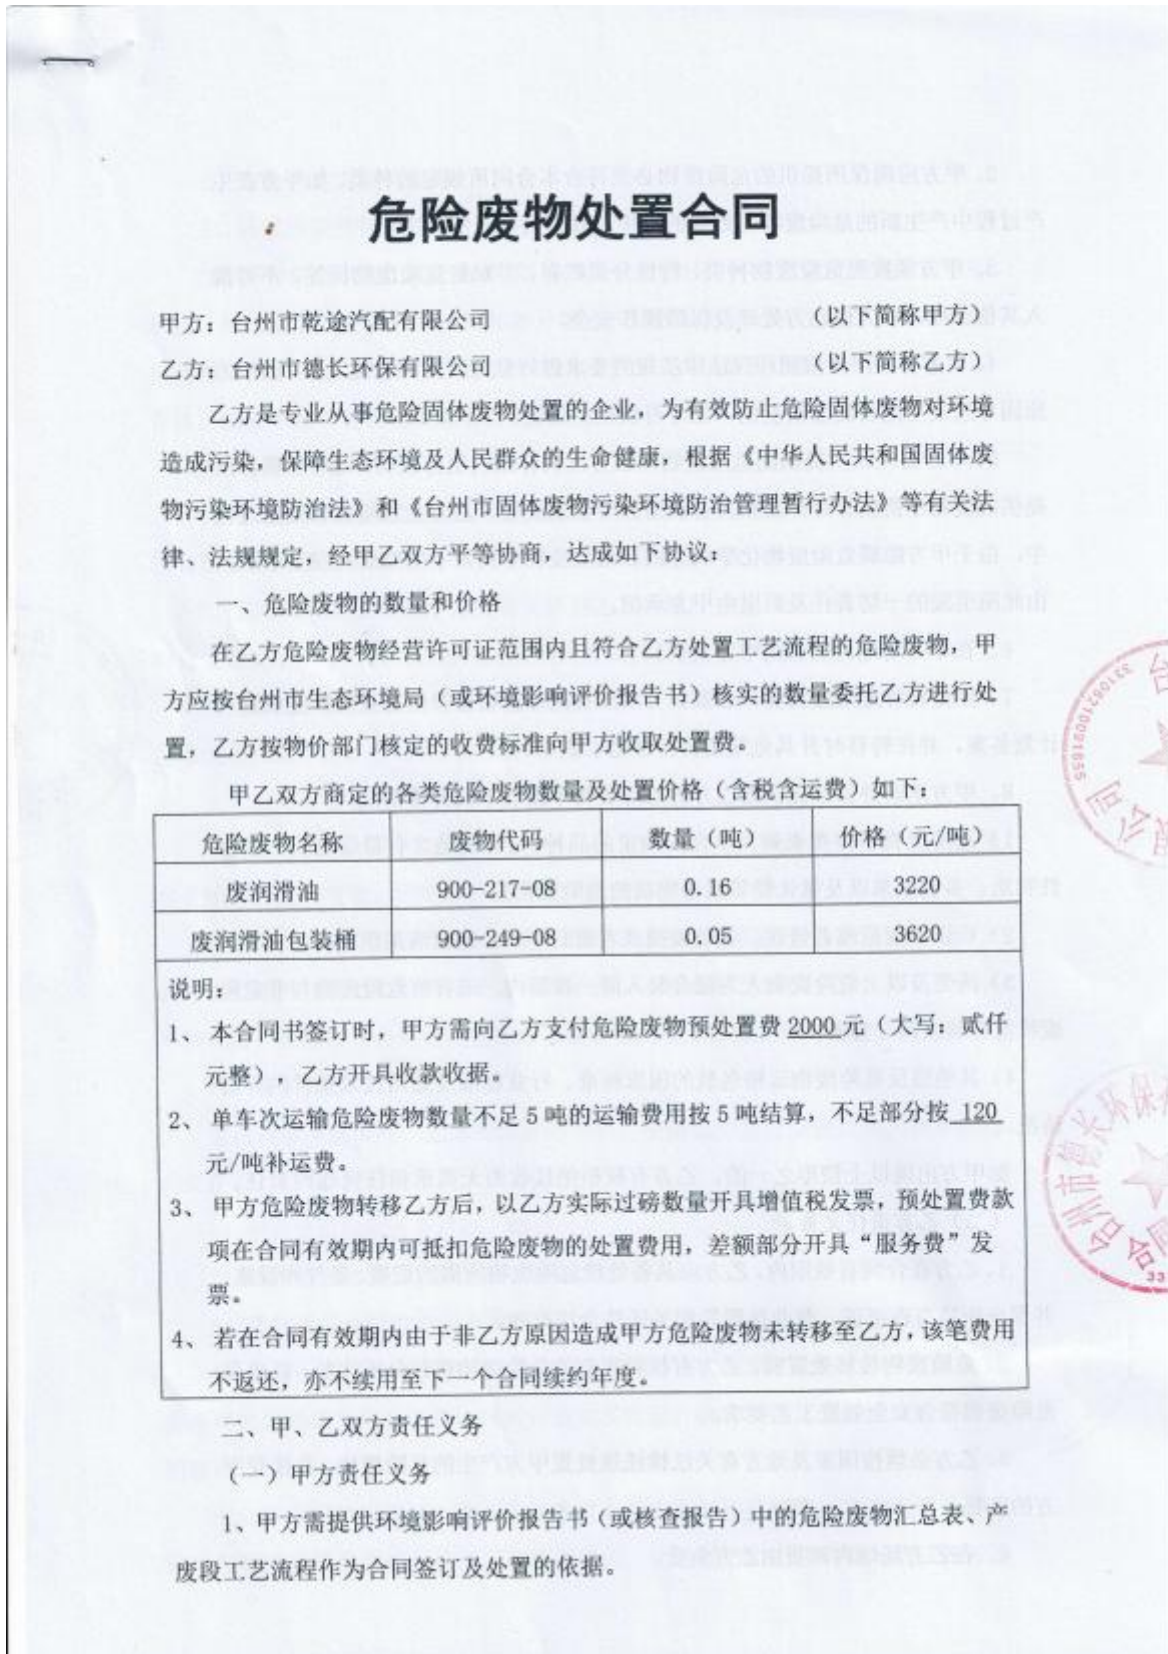 危险废物处置合同
甲方：台州市乾途汽配有限公司 （以下简称甲方）
乙方：台州市德长环保有限公司 （以下简称乙方）
乙方是专业从事危险固体废物处置的企业，为有效防止危险固体废物对环境
造成污染，保障生态环境及人民群众的生命健康，根据《中华人民共和国固体废
物污染环境防治法》和《台州市固体废物污染环境防治管理暂行办法》等有关法
律、法规规定，经甲乙双方平等协商，达成如下协议：
一、危险废物的数量和价格
在乙方危险废物经营许可证范围内且符合乙方处置工艺流程的危险废物，甲
方应按台州市生态环境局（或环境影响评价报告书）核实的数量委托乙方进行处
置，乙方按物价部门核定的收费标准向甲方收取处置费。
甲乙双方商定的各类危险废物数量及处置价格（含税含运费）如下：
危险废物名称 废物代码 数量（吨） 价格（元/吨）
废润滑油 900-217-08 0.16 3220
废润滑油包装桶 900-249-08 0.05 3620
说明：
1、 本合同书签订时，甲方需向乙方支付危险废物预处置费 2000 元（大写：贰仟
元整），乙方开具收款收据。
2、 单车次运输危险废物数量不足 5 吨的运输费用按 5 吨结算，不足部分按 120
元/吨补运费。
3、 甲方危险废物转移乙方后，以乙方实际过磅数量开具增值税发票，预处置费款
项在合同有效期内可抵扣危险废物的处置费用，差额部分开具“服务费”发
票。
4、 若在合同有效期内由于非乙方原因造成甲方危险废物未转移至乙方，该笔费用
不返还，亦不续用至下一个合同续约年度。
二、甲、乙双方责任义务
（一）甲方责任义务
1、甲方需提供环境影响评价报告书（或核查报告）中的危险废物汇总表、产
废段工艺流程作为合同签订及处置的依据。
台
公司
33108210091655
台州市德长环保
合同
33